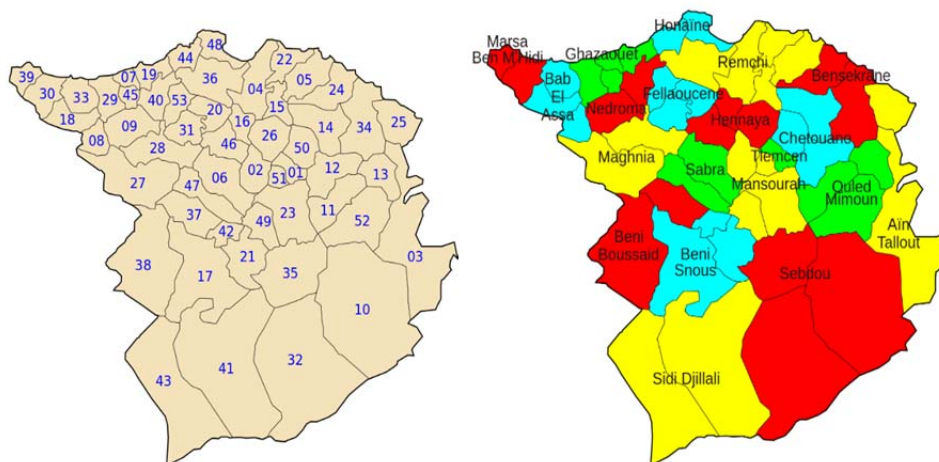 48
44
22
39
07
19
36
04
05
24
30
33
29
45
40
53
20
15
18
08
09
31
16
26
14
34
25
28
46
50
27
47
06
02
51
01
12
13
37
42
49
23
11
52
38
17
21
35
03
10
43
41
32
Honaïne
Marsa
Ben M'Hidi
Ghazaouet
Remchi
Bab
El
Assa
Fellaoucene
Bensekrane
Nedroma
Hennaya
Chetouano
Maghnia
Sabra
Tlemcen
Mansourah
Ouled
Mimoun
Aïn
Tallout
Beni
Boussaid
Beni
Snous
Sebdou
Sidi Djillali